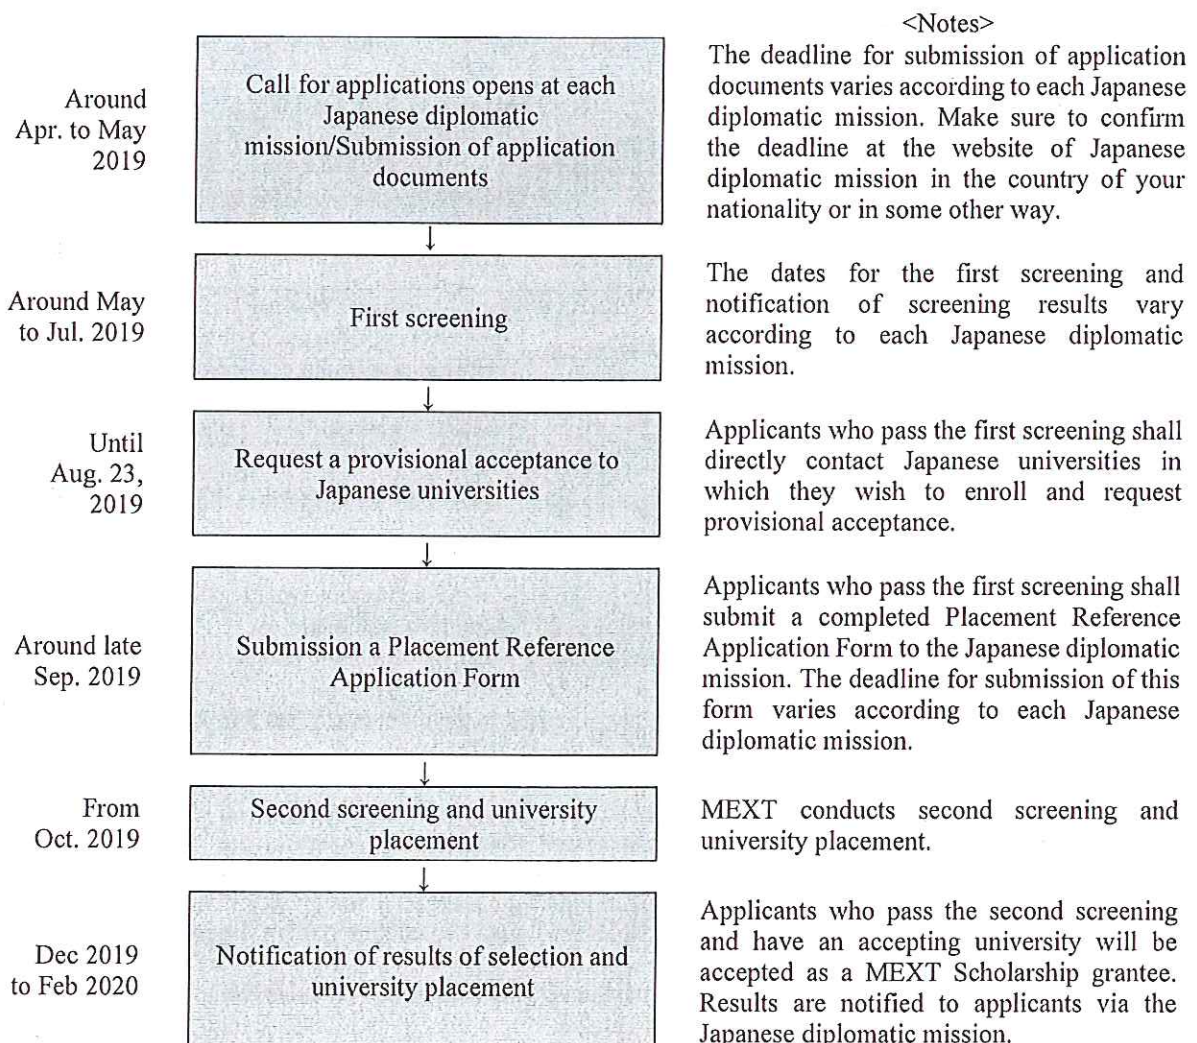 <Notes>
Around
Apr. to May
2019
Call for applications opens at each
Japanese diplomatic
mission/Submission of application
documents
The deadline for submission of application
documents varies according to each Japanese
diplomatic mission. Make sure to confirm
the deadline at the website of Japanese
diplomatic mission in the country of your
nationality or in some other way.
↓
Around May
to Jul. 2019
First screening
The dates for the first screening and
notification of screening results vary
according to each Japanese diplomatic
mission.
↓
Until
Aug. 23,
2019
Request a provisional acceptance to
Japanese universities
Applicants who pass the first screening shall
directly contact Japanese universities in
which they wish to enroll and request
provisional acceptance.
↓
Around late
Sep. 2019
Submission a Placement Reference
Application Form
Applicants who pass the first screening shall
submit a completed Placement Reference
Application Form to the Japanese diplomatic
mission. The deadline for submission of this
form varies according to each Japanese
diplomatic mission.
↓
From
Oct. 2019
Second screening and university
placement
MEXT conducts second screening and
university placement.
↓
Dec 2019
to Feb 2020
Notification of results of selection and
university placement
Applicants who pass the second screening
and have an accepting university will be
accepted as a MEXT Scholarship grantee.
Results are notified to applicants via the
Japanese diplomatic mission.